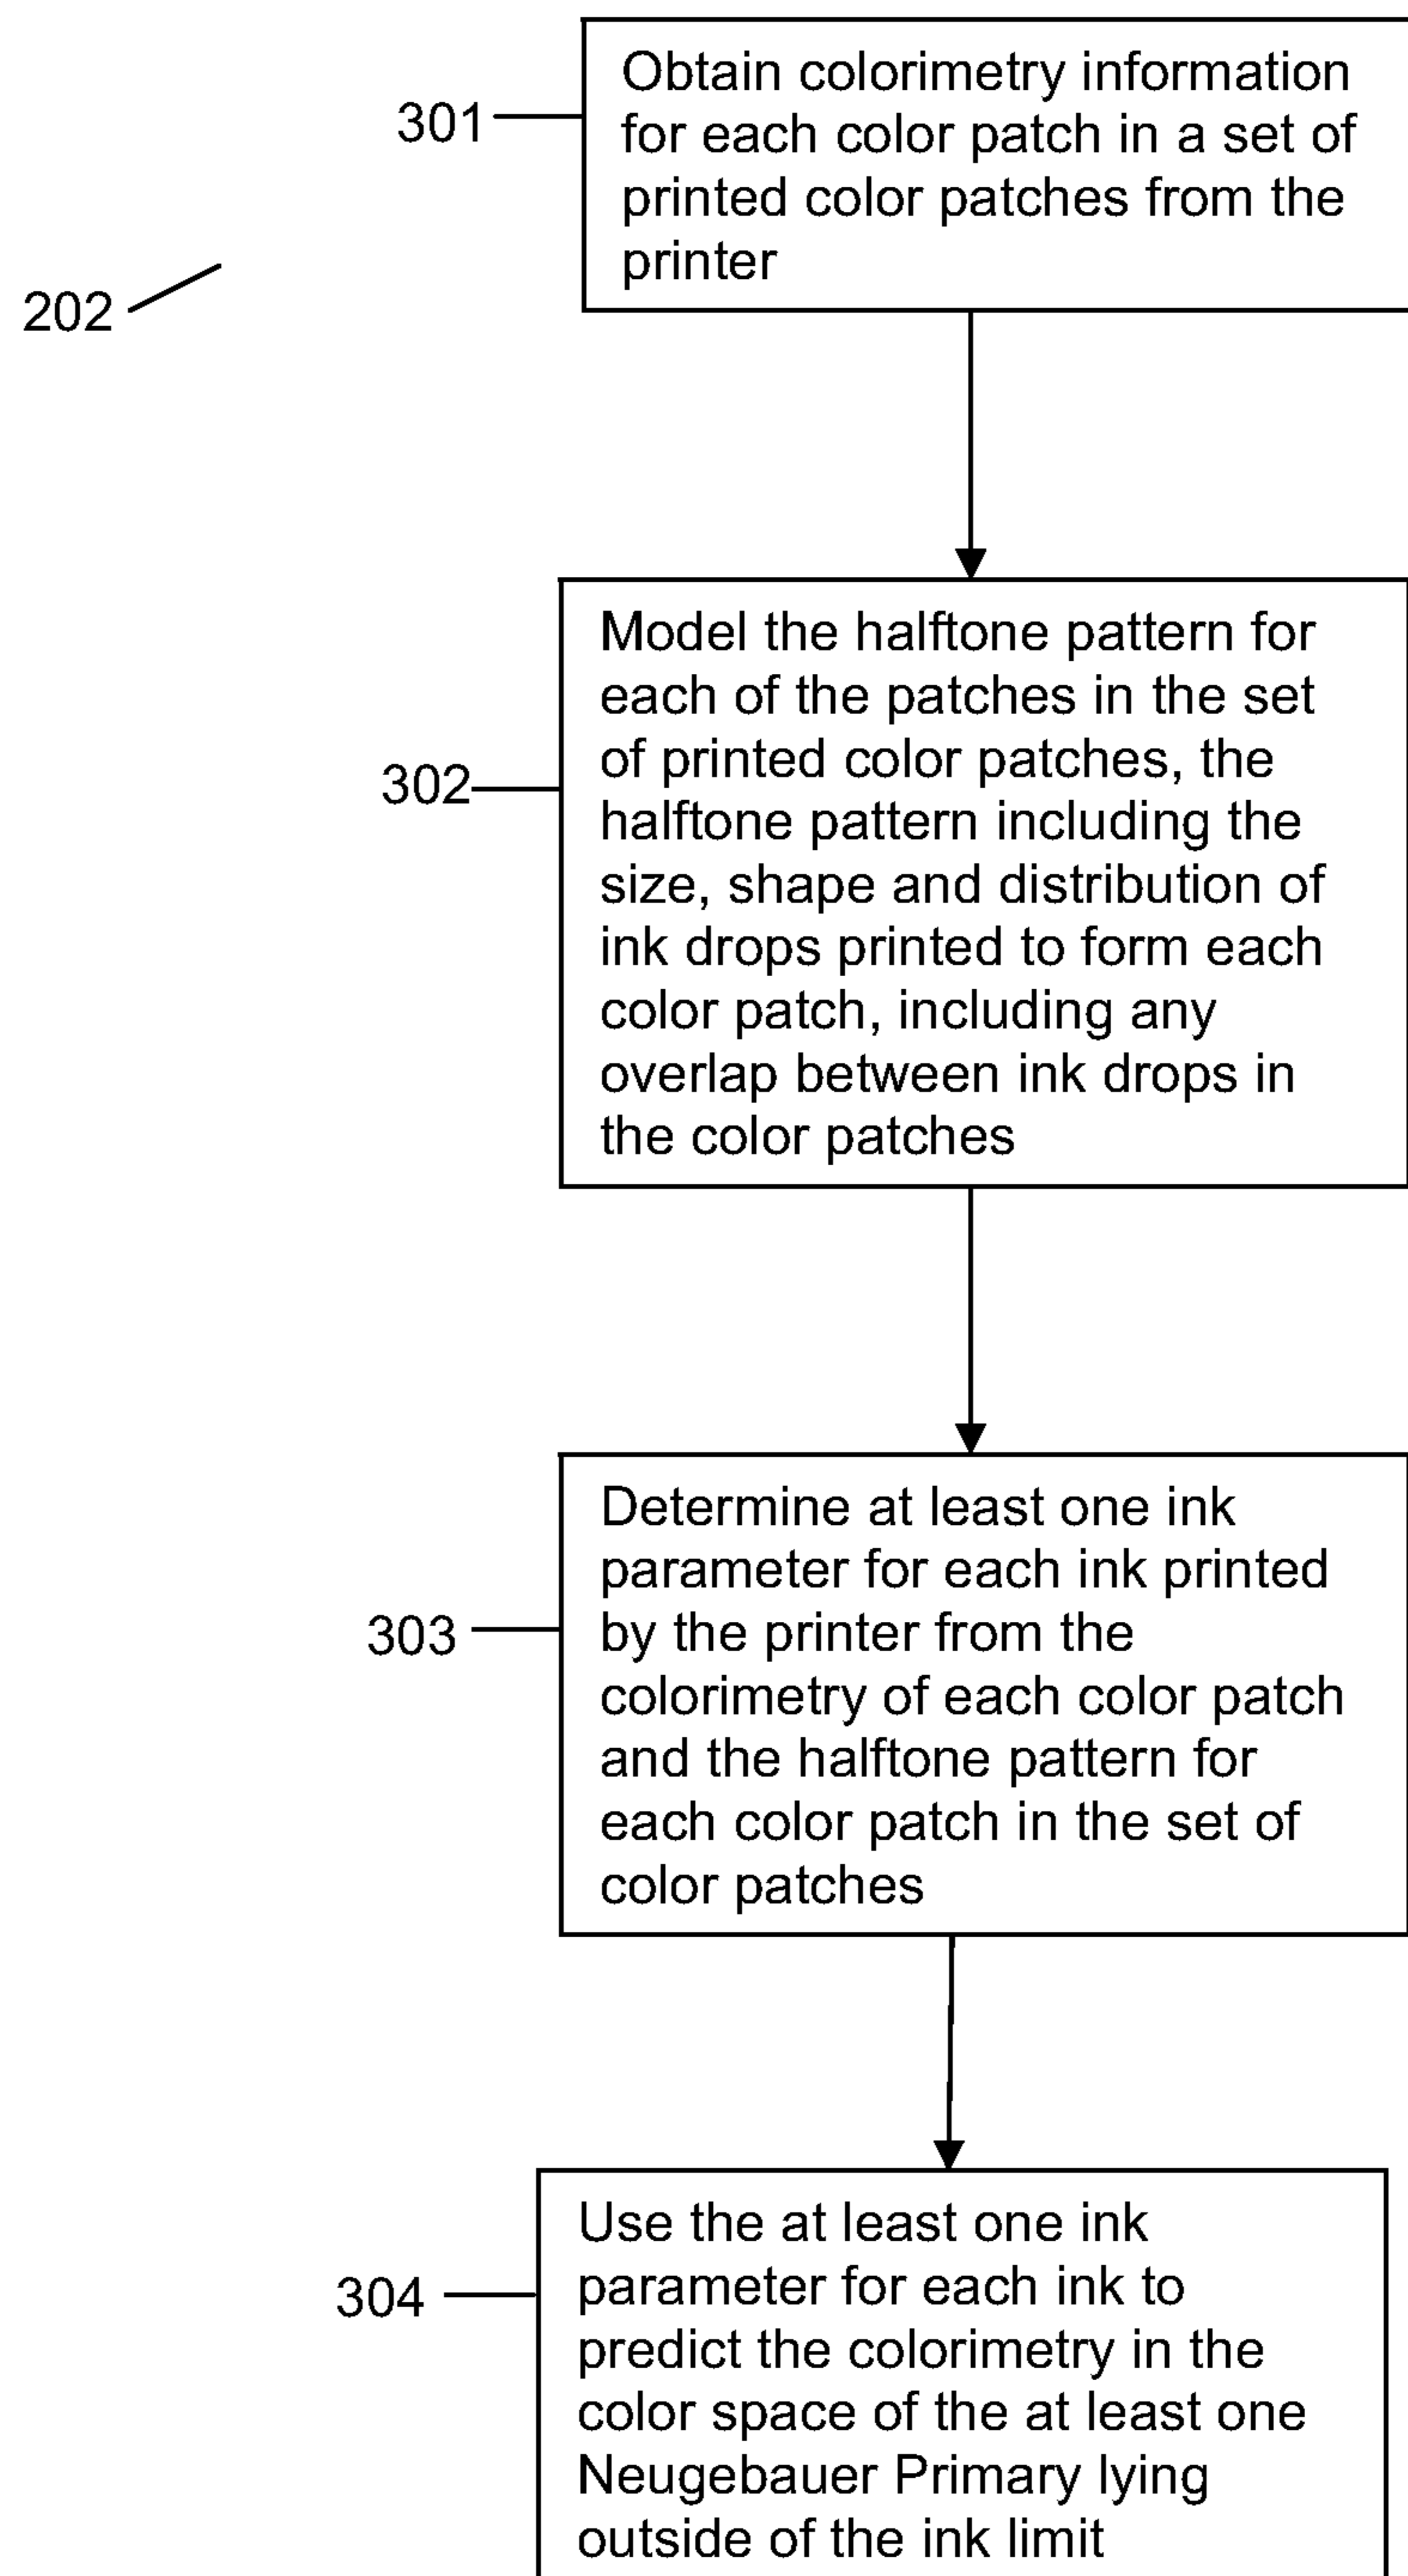 301
Obtain colorimetry information
for each color patch in a set of
printed color patches from the
printer
202
302
Model the halftone pattern for
each of the patches in the set
of printed color patches, the
halftone pattern including the
size, shape and distribution of
ink drops printed to form each
color patch, including any
overlap between ink drops in
the color patches
303
Determine at least one ink
parameter for each ink printed
by the printer from the
colorimetry of each color patch
and the halftone pattern for
each color patch in the set of
color patches
304
Use the at least one ink
parameter for each ink to
predict the colorimetry in the
color space of the at least one
Neugebauer Primary lying
outside of the ink limit